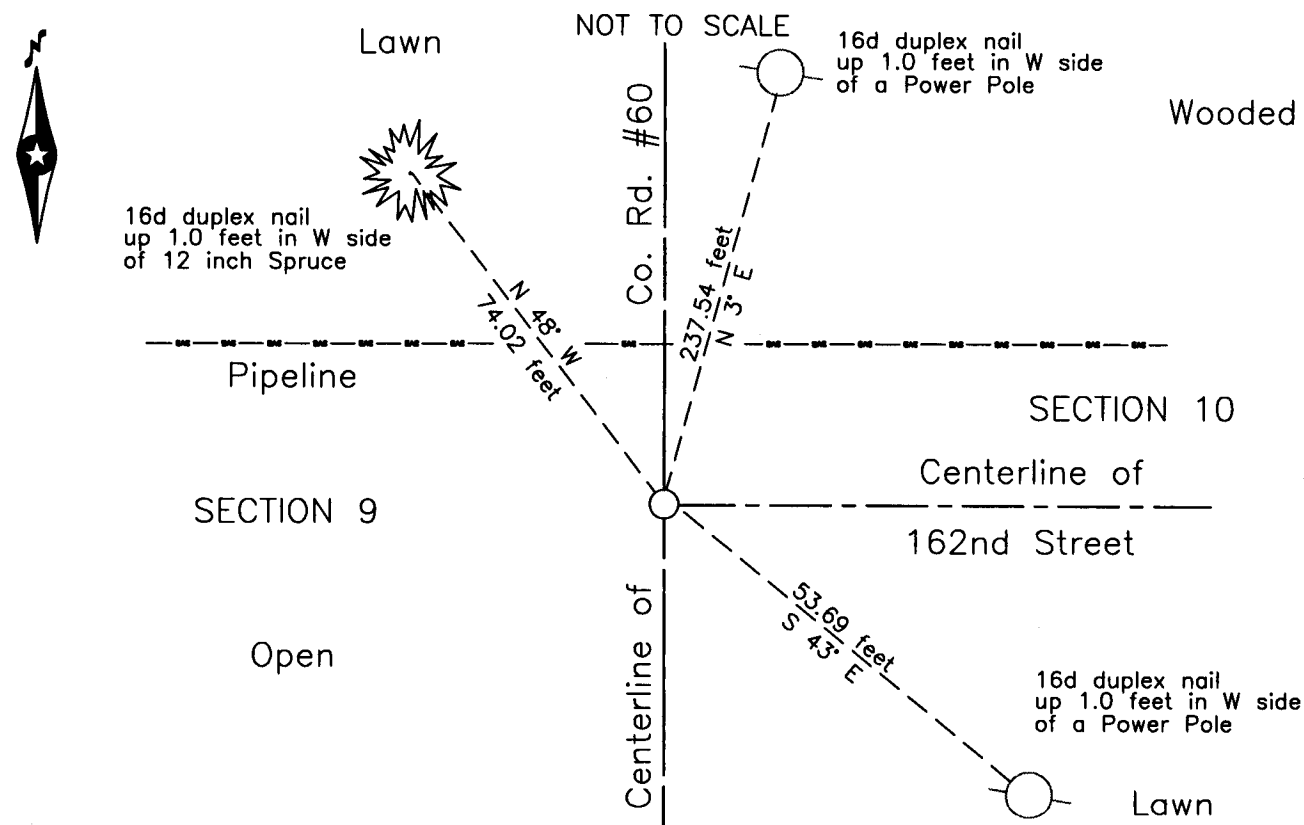 NOT TO SCALE
N
Lawn
16d duplex nail
up 1.0 feet in W side
of a Power Pole
Wooded
Co. Rd. #60
16d duplex nail
up 1.0 feet in W side
of 12 inch Spruce
N 48° W
74.02 feet
237.54 feet
N 3° E
Pipeline
SECTION 10
Centerline of
162nd Street
SECTION 9
53.69 feet
S 43° E
Centerline of
Open
16d duplex nail
up 1.0 feet in W side
of a Power Pole
Lawn